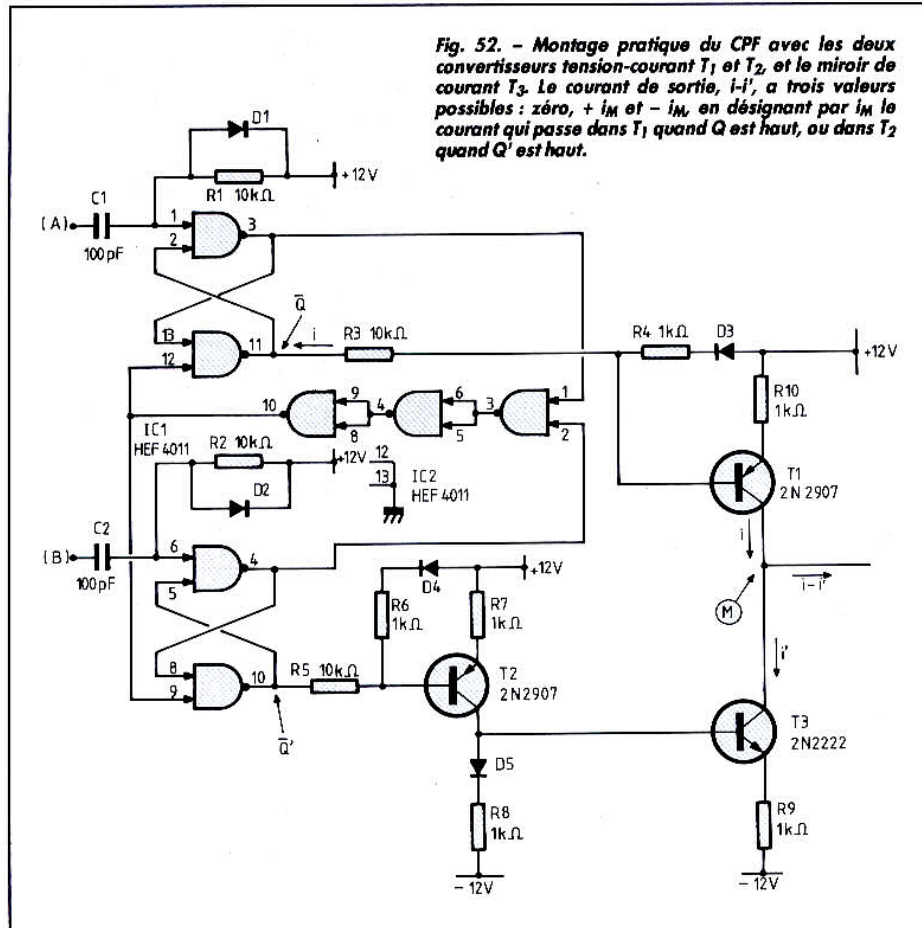 Fig. 52. – Montage pratique du CPF avec les deux
convertisseurs tension-courant T1 et T2, et le miroir de
courant T3. Le courant de sortie, i-i', a trois valeurs
possibles : zéro, + iM et – iM, en désignant par iM le
courant qui passe dans T1 quand Q est haut, ou dans T2
quand Q' est haut.
D1
R1 10kΩ
+12V
(A)
C1
100pF
1
2
3
13
12
11
Q̄
i
R3 10kΩ
R4 1kΩ
D3
+12V
R10
1kΩ
10
9
8
4
6
5
3
1
2
IC1
HEF 4011
R2 10kΩ
+12V
12
13
IC2
HEF 4011
D2
T1
2N2907
i
M
i-i'
(B)
C2
100pF
6
5
4
8
9
10
Q̄'
R5 10kΩ
R6
1kΩ
D4
+12V
R7
1kΩ
T2
2N2907
i'
T3
2N2222
D5
R8
1kΩ
-12V
R9
1kΩ
-12V